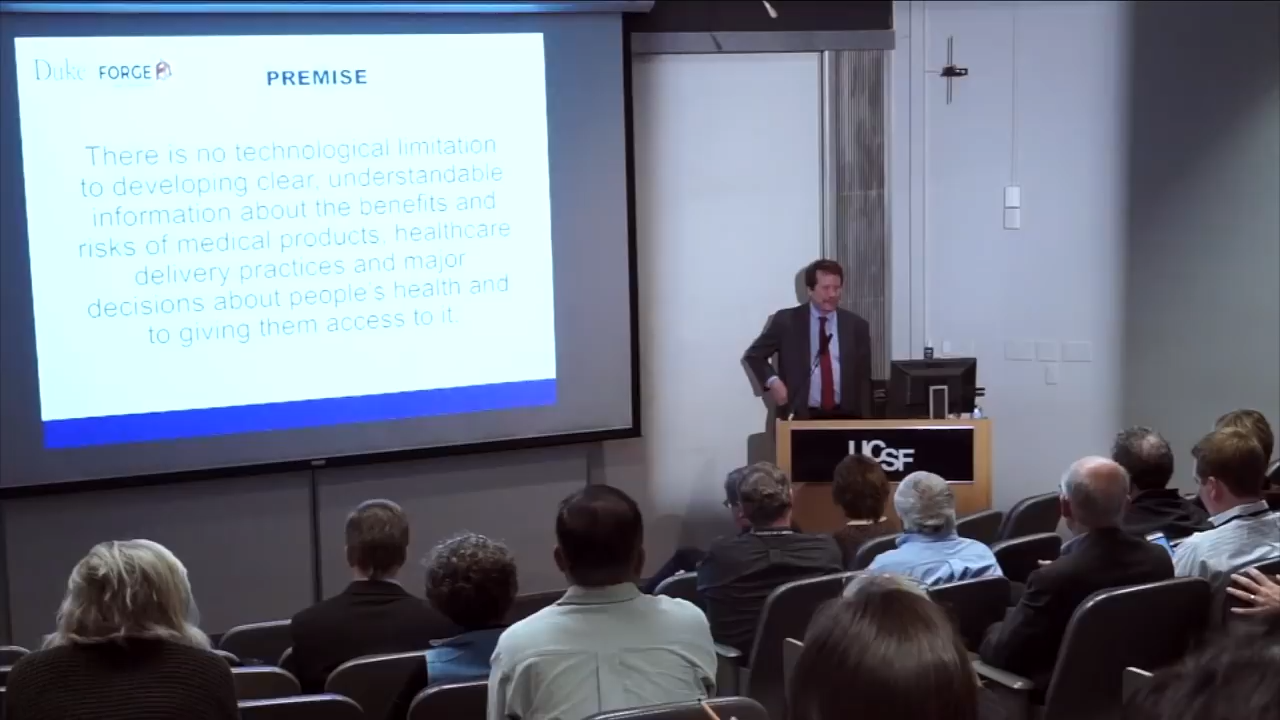 Duke FORGE
PREMISE
There is no technological limitation
to developing clear, understandable
information about the benefits and
risks of medical products, healthcare
delivery practices and major
decisions about people's health and
to giving them access to it.
UCSF